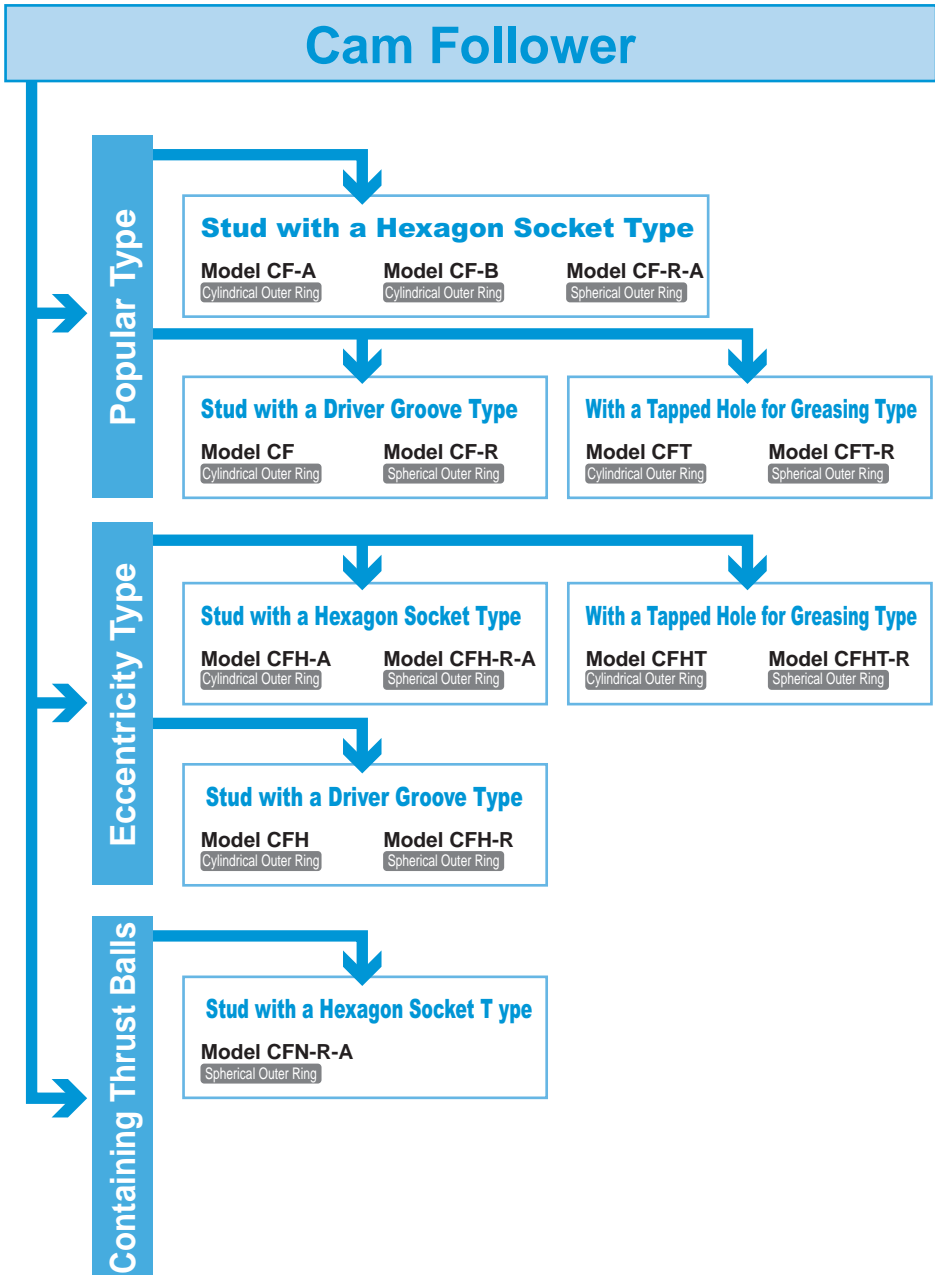 Cam Follower
Popular Type
Stud with a Hexagon Socket Type
Model CF-A
Cylindrical Outer Ring
Model CF-B
Cylindrical Outer Ring
Model CF-R-A
Spherical Outer Ring
Stud with a Driver Groove Type
Model CF
Cylindrical Outer Ring
Model CF-R
Spherical Outer Ring
With a Tapped Hole for Greasing Type
Model CFT
Cylindrical Outer Ring
Model CFT-R
Spherical Outer Ring
Eccentricity Type
Stud with a Hexagon Socket Type
Model CFH-A
Cylindrical Outer Ring
Model CFH-R-A
Spherical Outer Ring
With a Tapped Hole for Greasing Type
Model CFHT
Cylindrical Outer Ring
Model CFHT-R
Spherical Outer Ring
Stud with a Driver Groove Type
Model CFH
Cylindrical Outer Ring
Model CFH-R
Spherical Outer Ring
Containing Thrust Balls
Stud with a Hexagon Socket T ype
Model CFN-R-A
Spherical Outer Ring